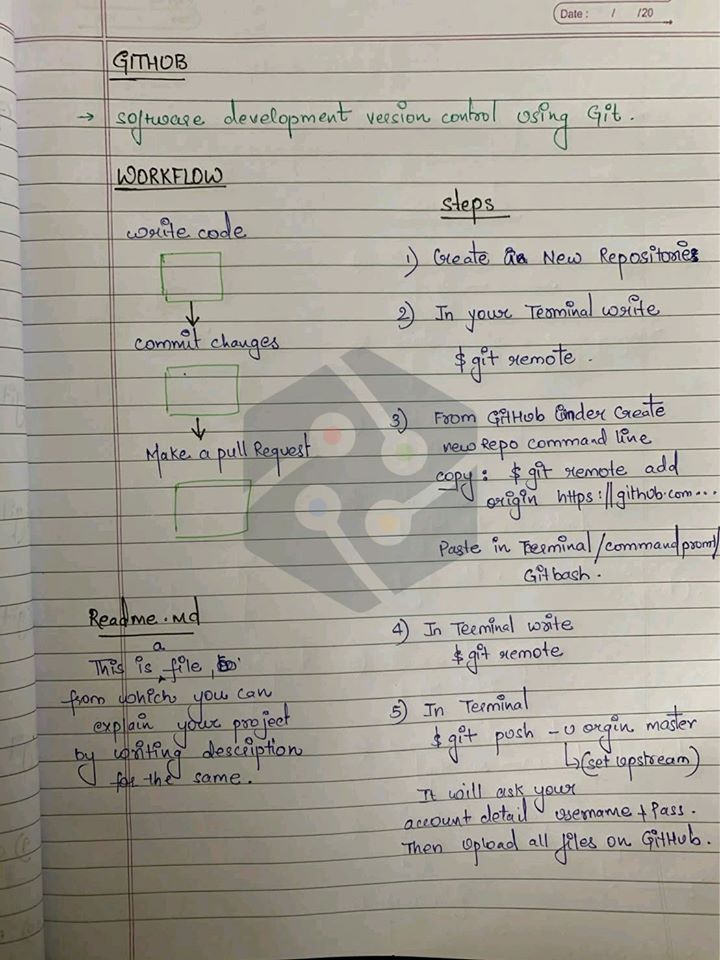 Date : / /20
GITHUB
→ software development version control using Git.
WORKFLOW
write code
commit changes
Make a pull Request
Readme.md
This is a file,
from which you can
explain your project
by writing description
for the same.
steps
1) Create a New Repositories
2) In your Terminal write
$ git remote.
3) From GitHub under Create
new Repo command line
copy: $ git remote add
origin https://github.com...
Paste in Terminal/commandpromt/
Gitbash.
4) In Terminal write
$ git remote
5) In Terminal
$ git push -u orgin master
↳(set upstream)
It will ask your
account detail username + Pass.
Then upload all files on GitHub.